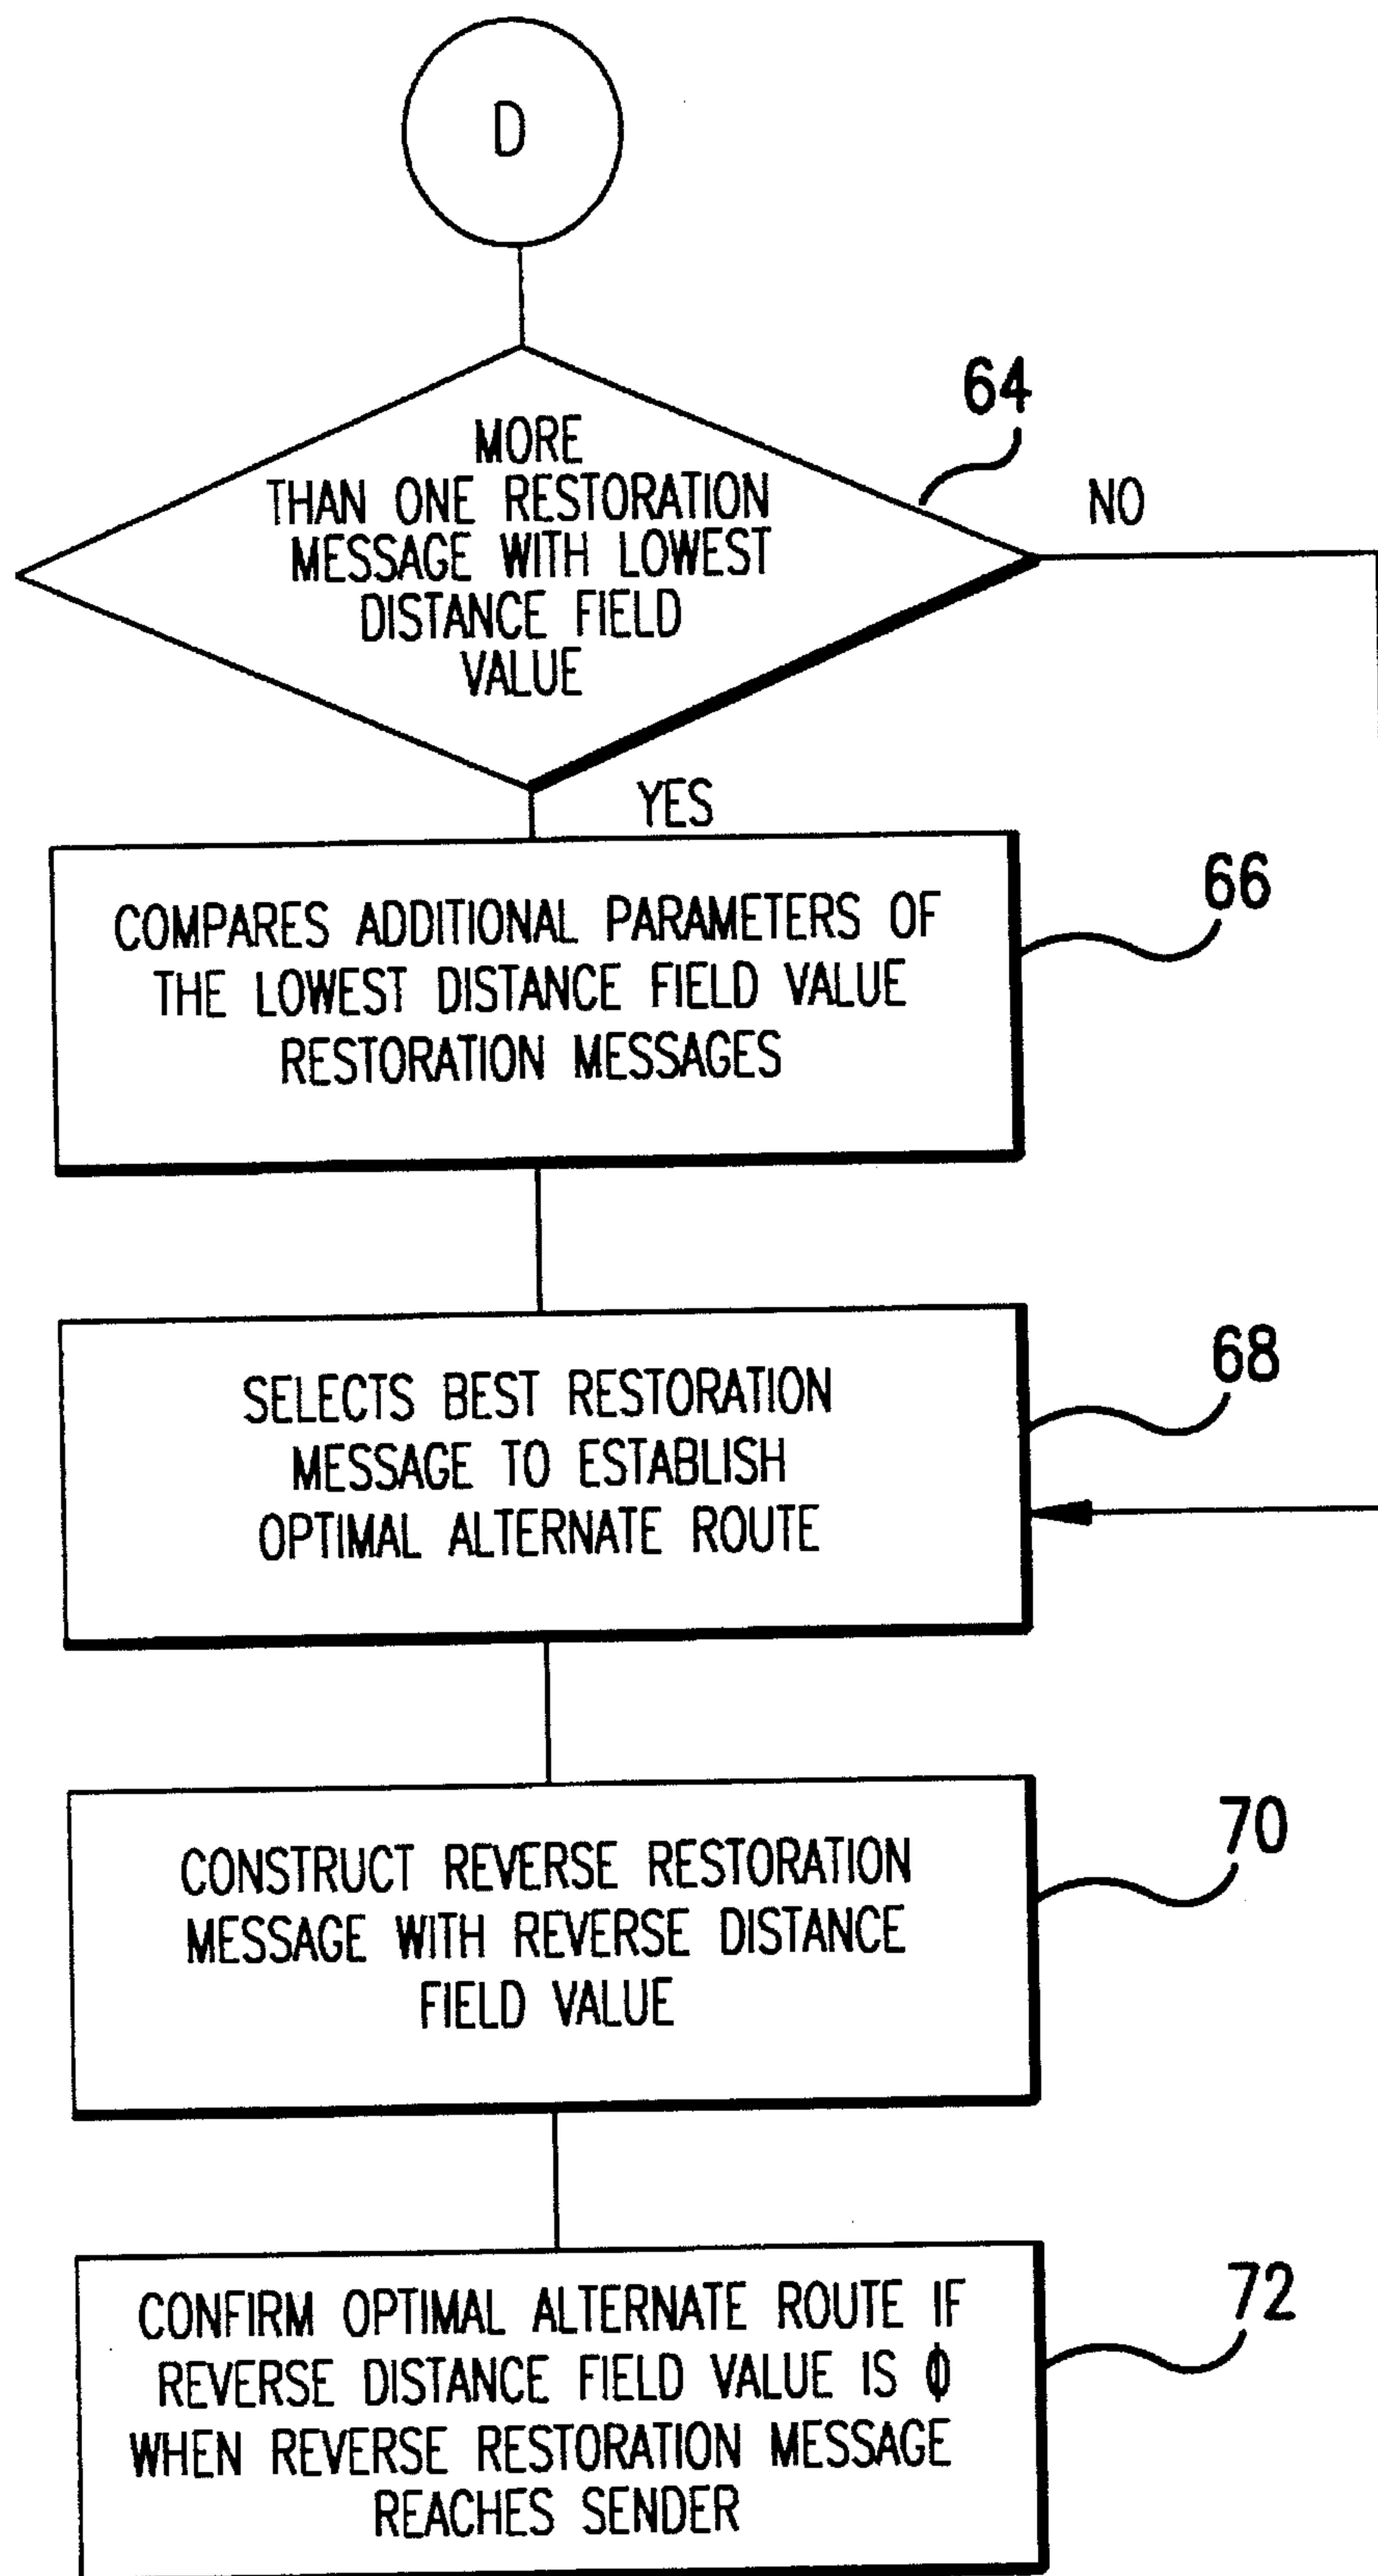 D
64
MORE
THAN ONE RESTORATION
MESSAGE WITH LOWEST
DISTANCE FIELD
VALUE
NO
YES
66
COMPARES ADDITIONAL PARAMETERS OF
THE LOWEST DISTANCE FIELD VALUE
RESTORATION MESSAGES
68
SELECTS BEST RESTORATION
MESSAGE TO ESTABLISH
OPTIMAL ALTERNATE ROUTE
70
CONSTRUCT REVERSE RESTORATION
MESSAGE WITH REVERSE DISTANCE
FIELD VALUE
72
CONFIRM OPTIMAL ALTERNATE ROUTE IF
REVERSE DISTANCE FIELD VALUE IS ϕ
WHEN REVERSE RESTORATION MESSAGE
REACHES SENDER